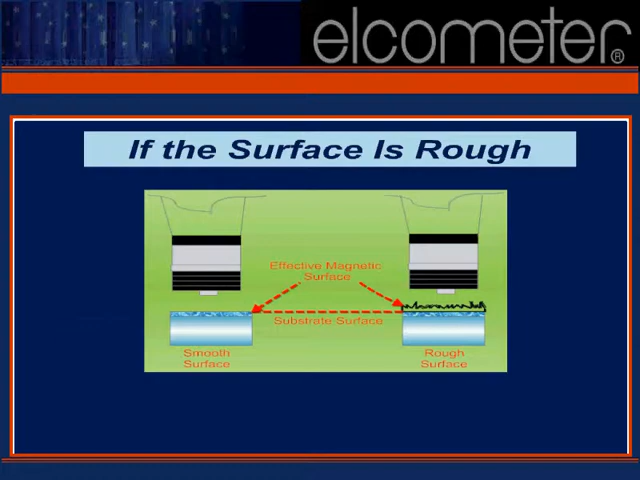 elcometer®
If the Surface Is Rough
Effective Magnetic
Surface
Substrate Surface
Smooth
Surface
Rough
Surface